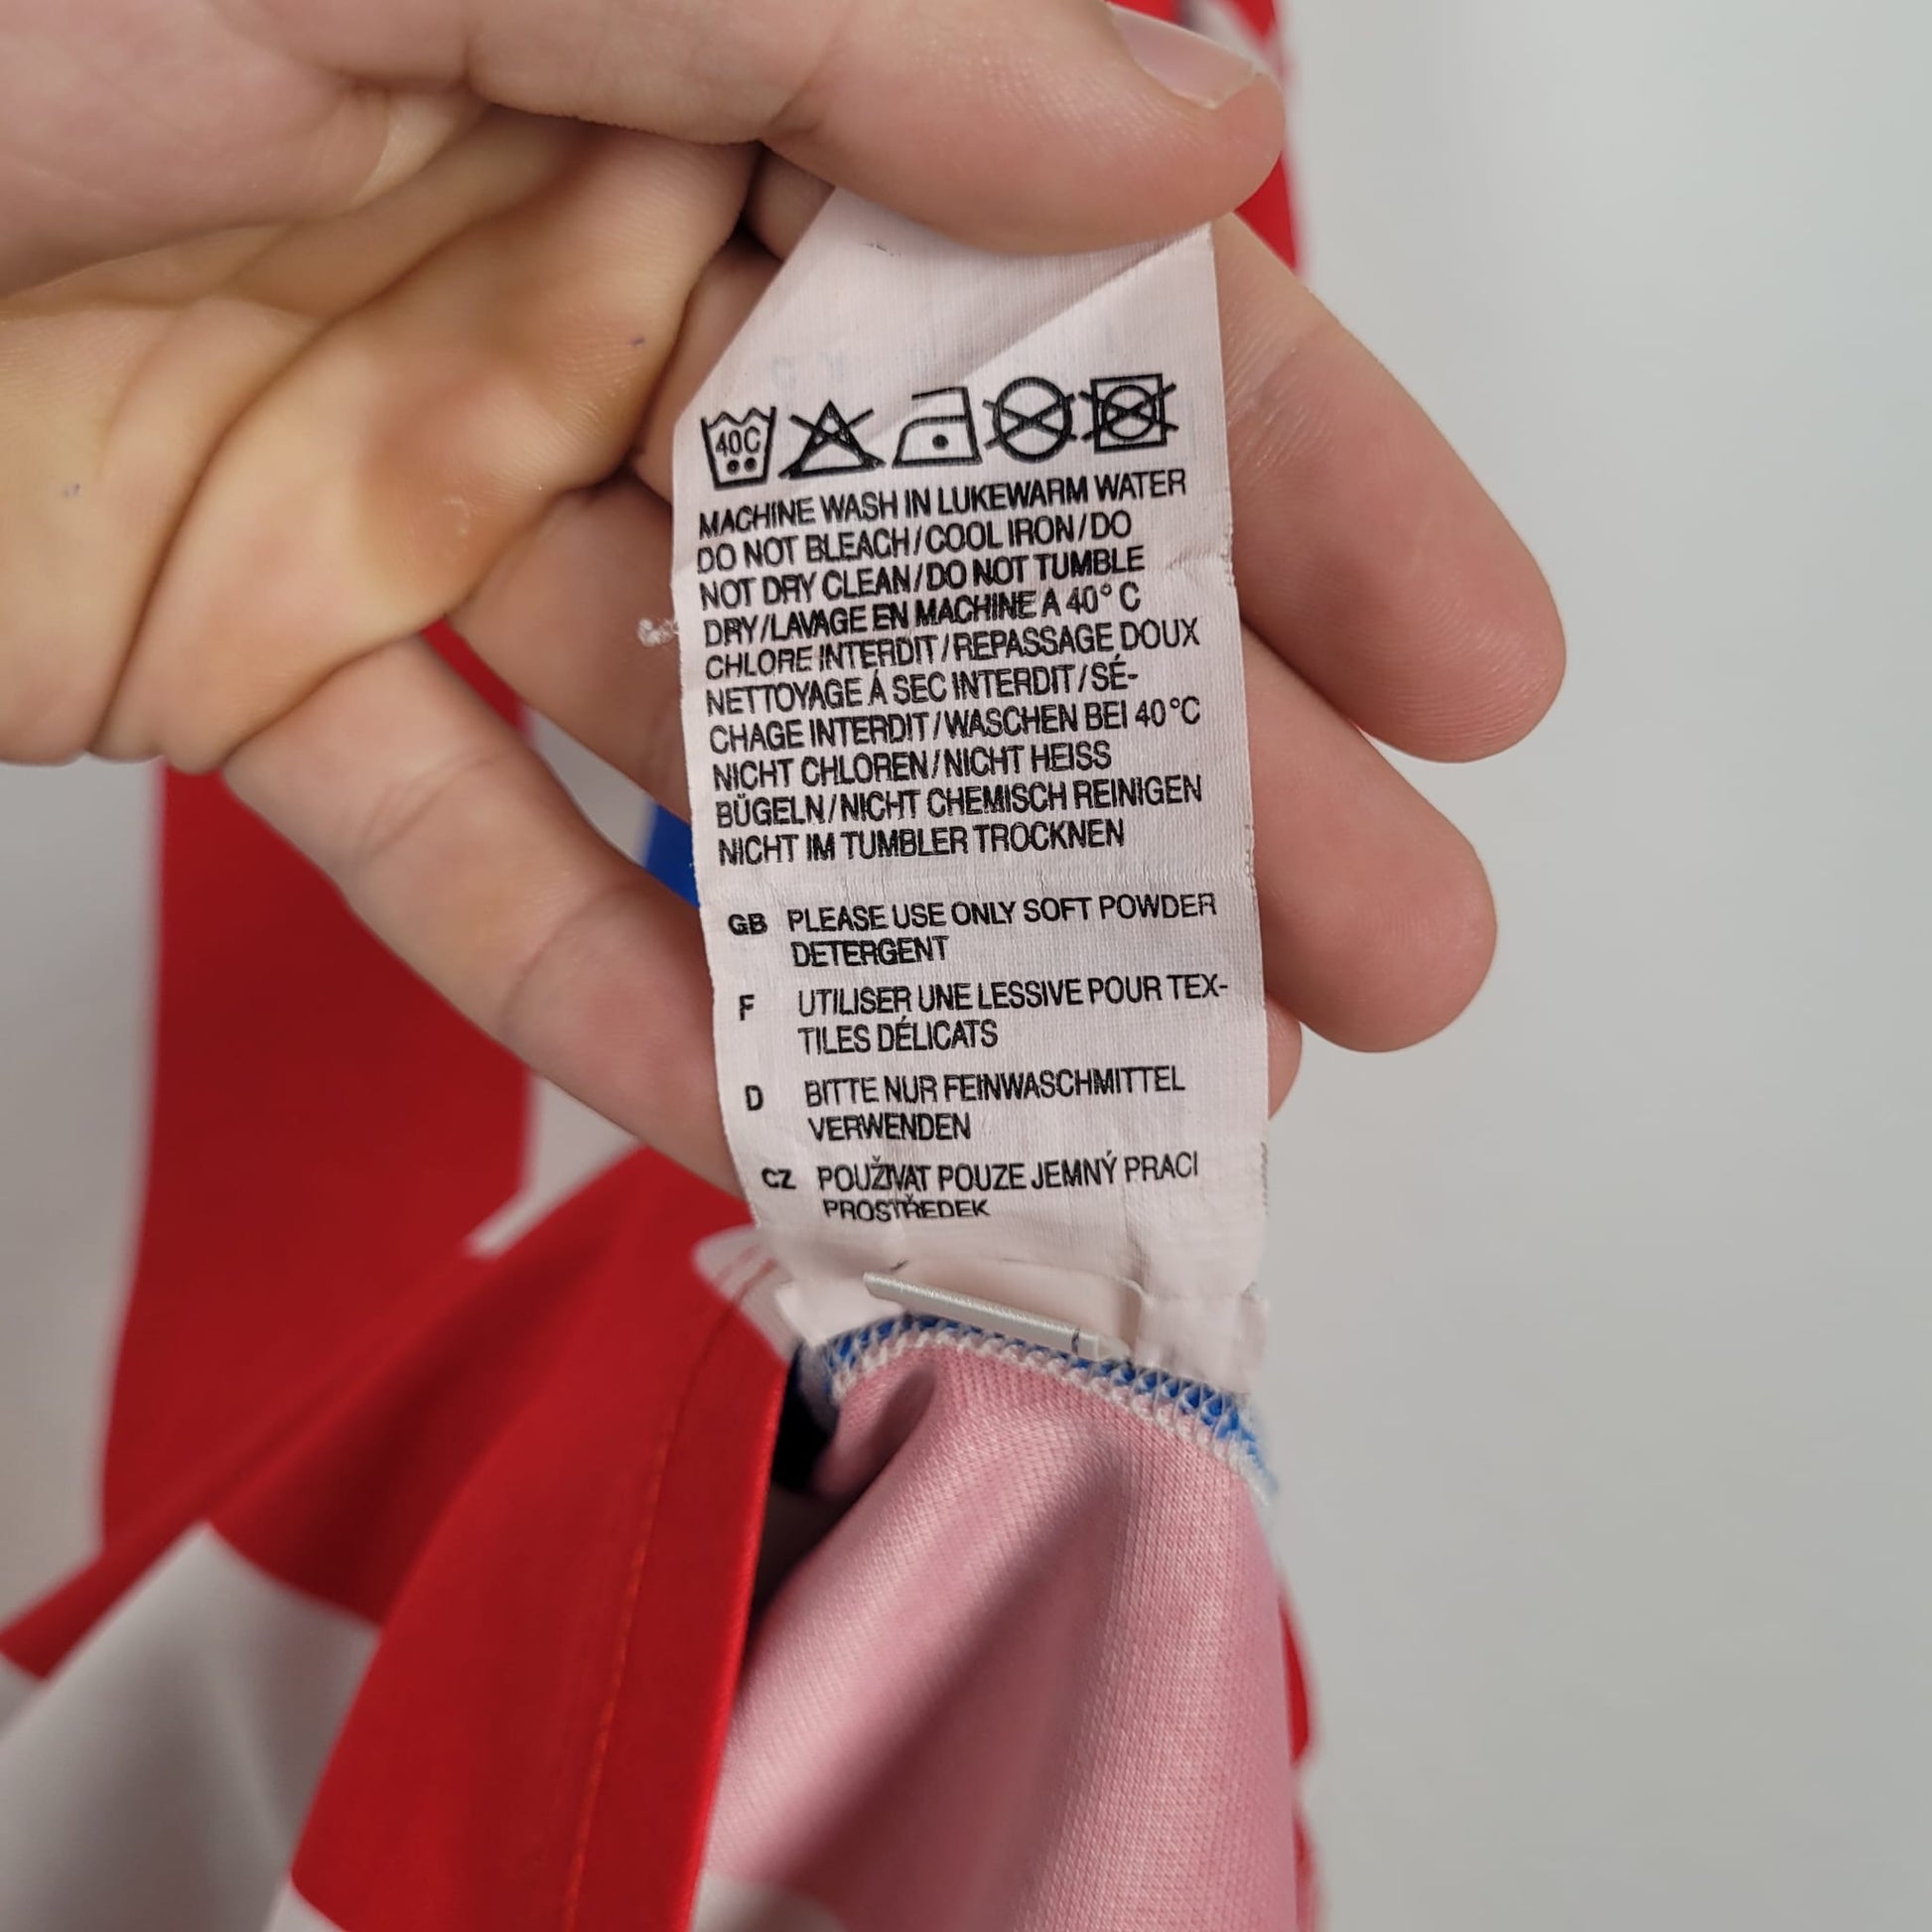 40C
MACHINE WASH IN LUKEWARM WATER
DO NOT BLEACH/COOL IRON/DO
NOT DRY CLEAN/DO NOT TUMBLE
DRY/LAVAGE EN MACHINE A 40°C
CHLORE INTERDIT/REPASSAGE DOUX
NETTOYAGE Á SEC INTERDIT/SÉ-
CHAGE INTERDIT/WASCHEN BEI 40°C
NICHT CHLOREN/NICHT HEISS
BÜGELN/NICHT CHEMISCH REINIGEN
NICHT IM TUMBLER TROCKNEN
GB PLEASE USE ONLY SOFT POWDER
DETERGENT
F UTILISER UNE LESSIVE POUR TEX-
TILES DÉLICATS
D BITTE NUR FEINWASCHMITTEL
VERWENDEN
CZ POUŽIVAT POUZE JEMNÝ PRACI
PROSTŘEDEK